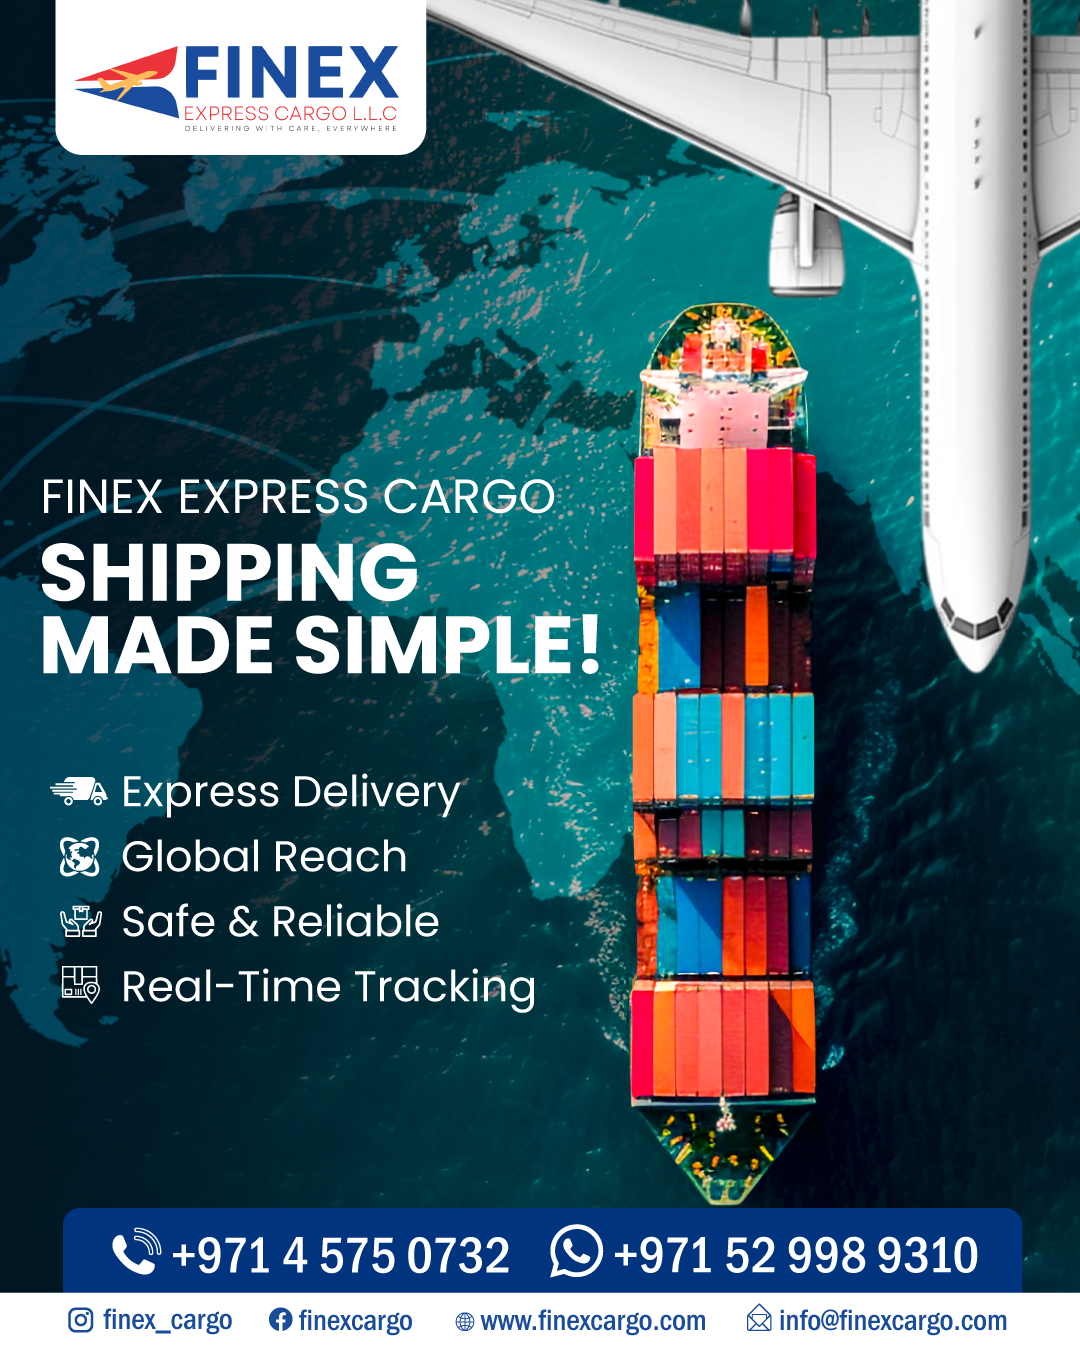 FINEX
EXPRESS CARGO L.L.C
DELIVERING WITH CARE, EVERYWHERE
FINEX EXPRESS CARGO
SHIPPING
MADE SIMPLE!
Express Delivery
Global Reach
Safe & Reliable
Real-Time Tracking
+971 4 575 0732 +971 52 998 9310
finex_cargo finexcargo www.finexcargo.com info@finexcargo.com